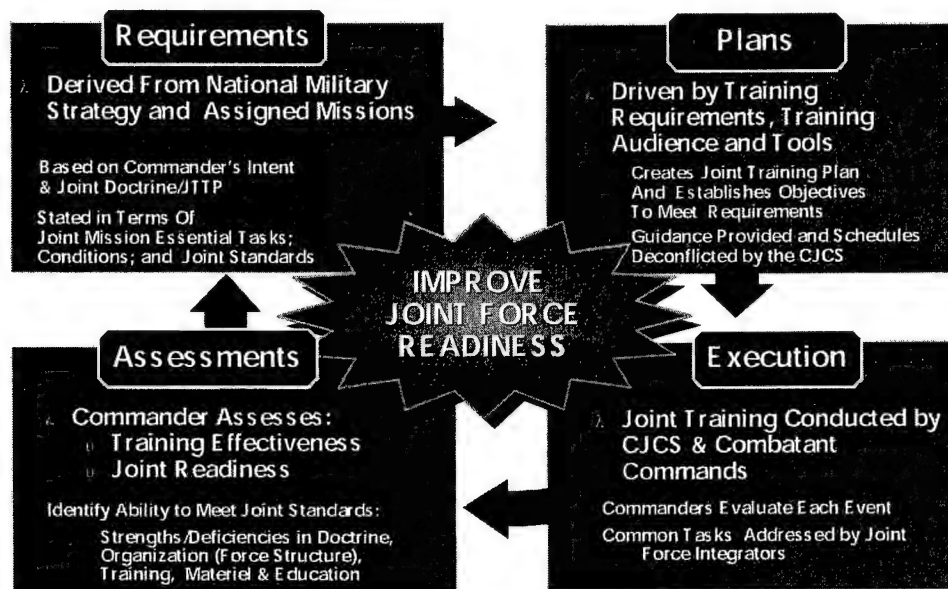 Requirements
Derived From National Military
Strategy and Assigned Missions
Based on Commander's Intent
& Joint Doctrine/JTTP
Stated in Terms Of
Joint Mission Essential Tasks;
Conditions; and Joint Standards
Plans
Driven by Training
Requirements, Training
Audience and Tools
Creates Joint Training Plan
And Establishes Objectives
To Meet Requirements
Guidance Provided and Schedules
Deconflicted by the CJCS
IMPROVE
JOINT FORCE
READINESS
Assessments
Commander Assesses:
Training Effectiveness
Joint Readiness
Identify Ability to Meet Joint Standards:
Strengths/Deficiencies in Doctrine,
Organization (Force Structure),
Training, Materiel & Education
Execution
Joint Training Conducted by
CJCS & Combatant
Commands
Commanders Evaluate Each Event
Common Tasks Addressed by Joint
Force Integrators